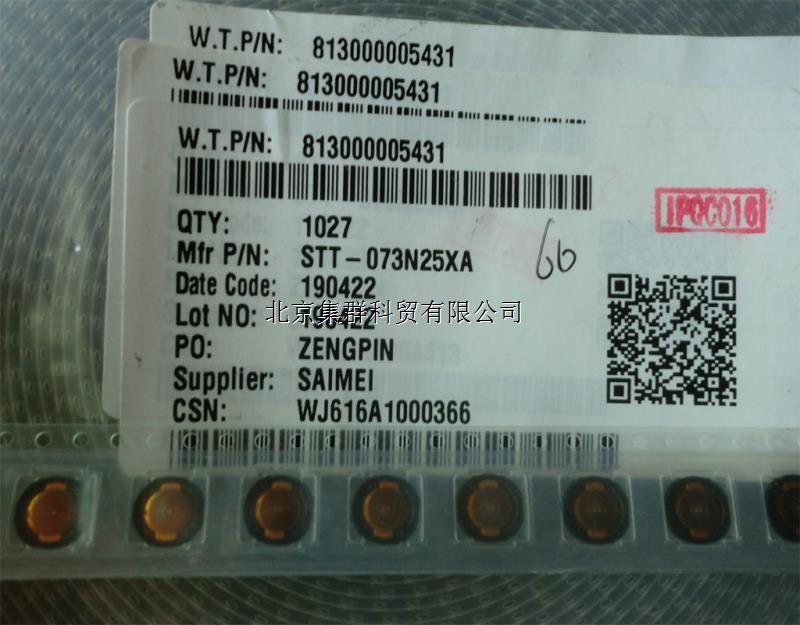 W.T.P/N: 813000005431
W.T.P/N: 813000005431
W.T.P/N: 813000005431
QTY: 1027
Mfr P/N: STT-073N25XA
Date Code: 190422
Lot NO: 190422
北京集群科贸有限公司
PO: ZENGPIN
Supplier: SAIMEI
CSN: WJ616A1000366
IPQC016
66